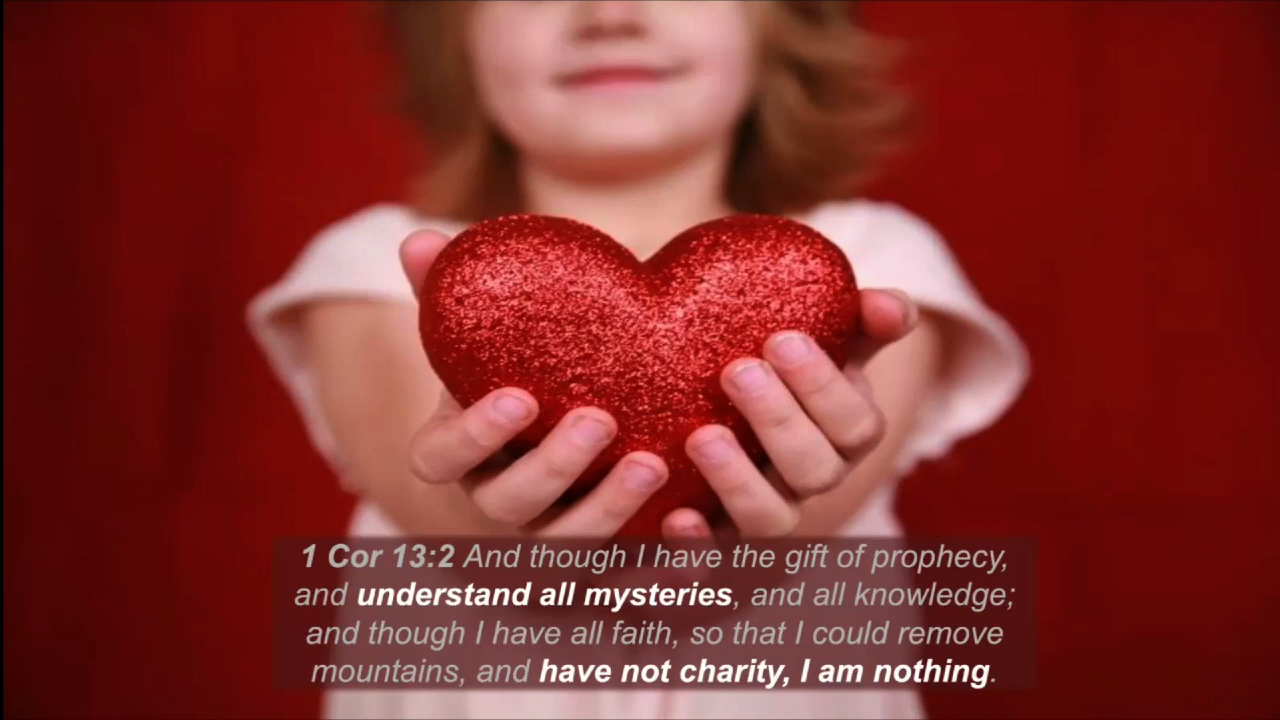 1 Cor 13:2 And though I have the gift of prophecy,
and understand all mysteries, and all knowledge;
and though I have all faith, so that I could remove
mountains, and have not charity, I am nothing.